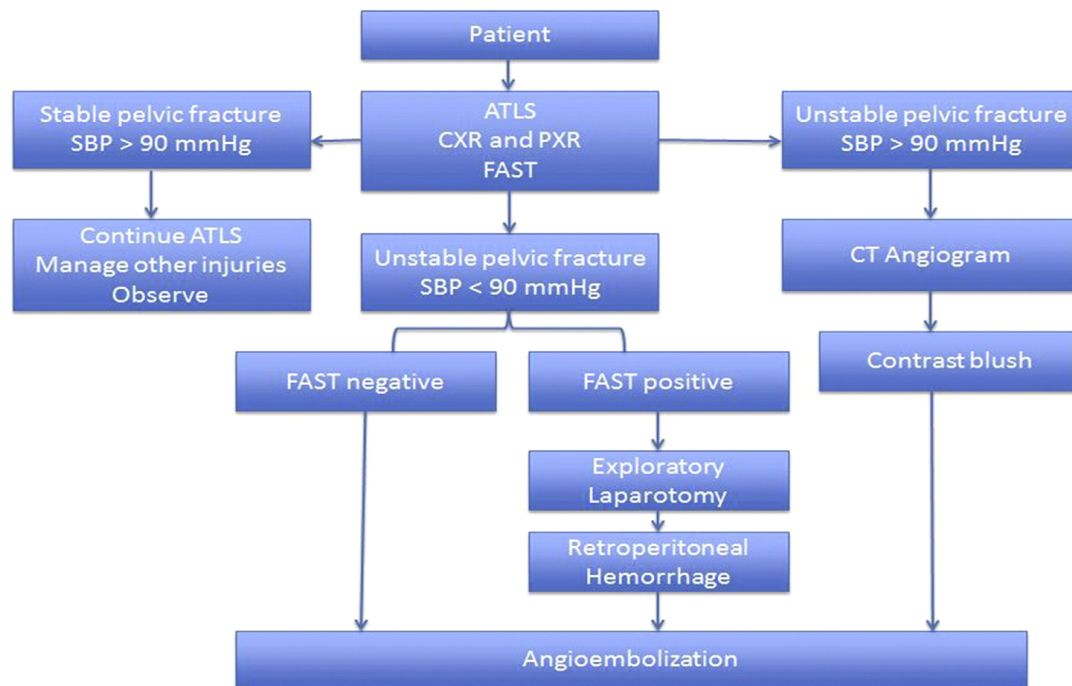 Patient
Stable pelvic fracture
SBP > 90 mmHg
ATLS
CXR and PXR
FAST
Unstable pelvic fracture
SBP > 90 mmHg
Continue ATLS
Manage other injuries
Observe
Unstable pelvic fracture
SBP < 90 mmHg
CT Angiogram
FAST negative
FAST positive
Contrast blush
Exploratory
Laparotomy
Retroperitoneal
Hemorrhage
Angioembolization